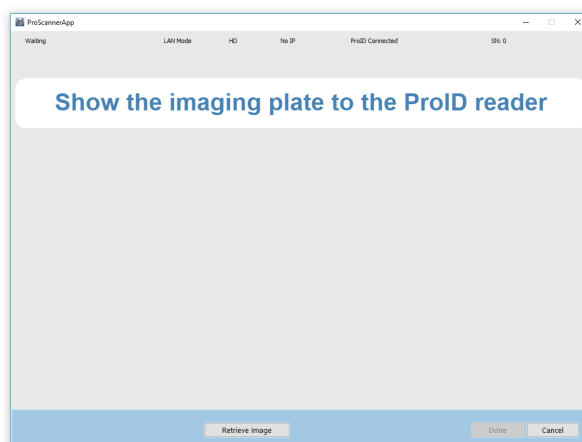 ProScannerApp
Waiting LAN Mode HD No IP ProID Connected SN: 0
Show the imaging plate to the ProID reader
Retrieve Image Done Cancel